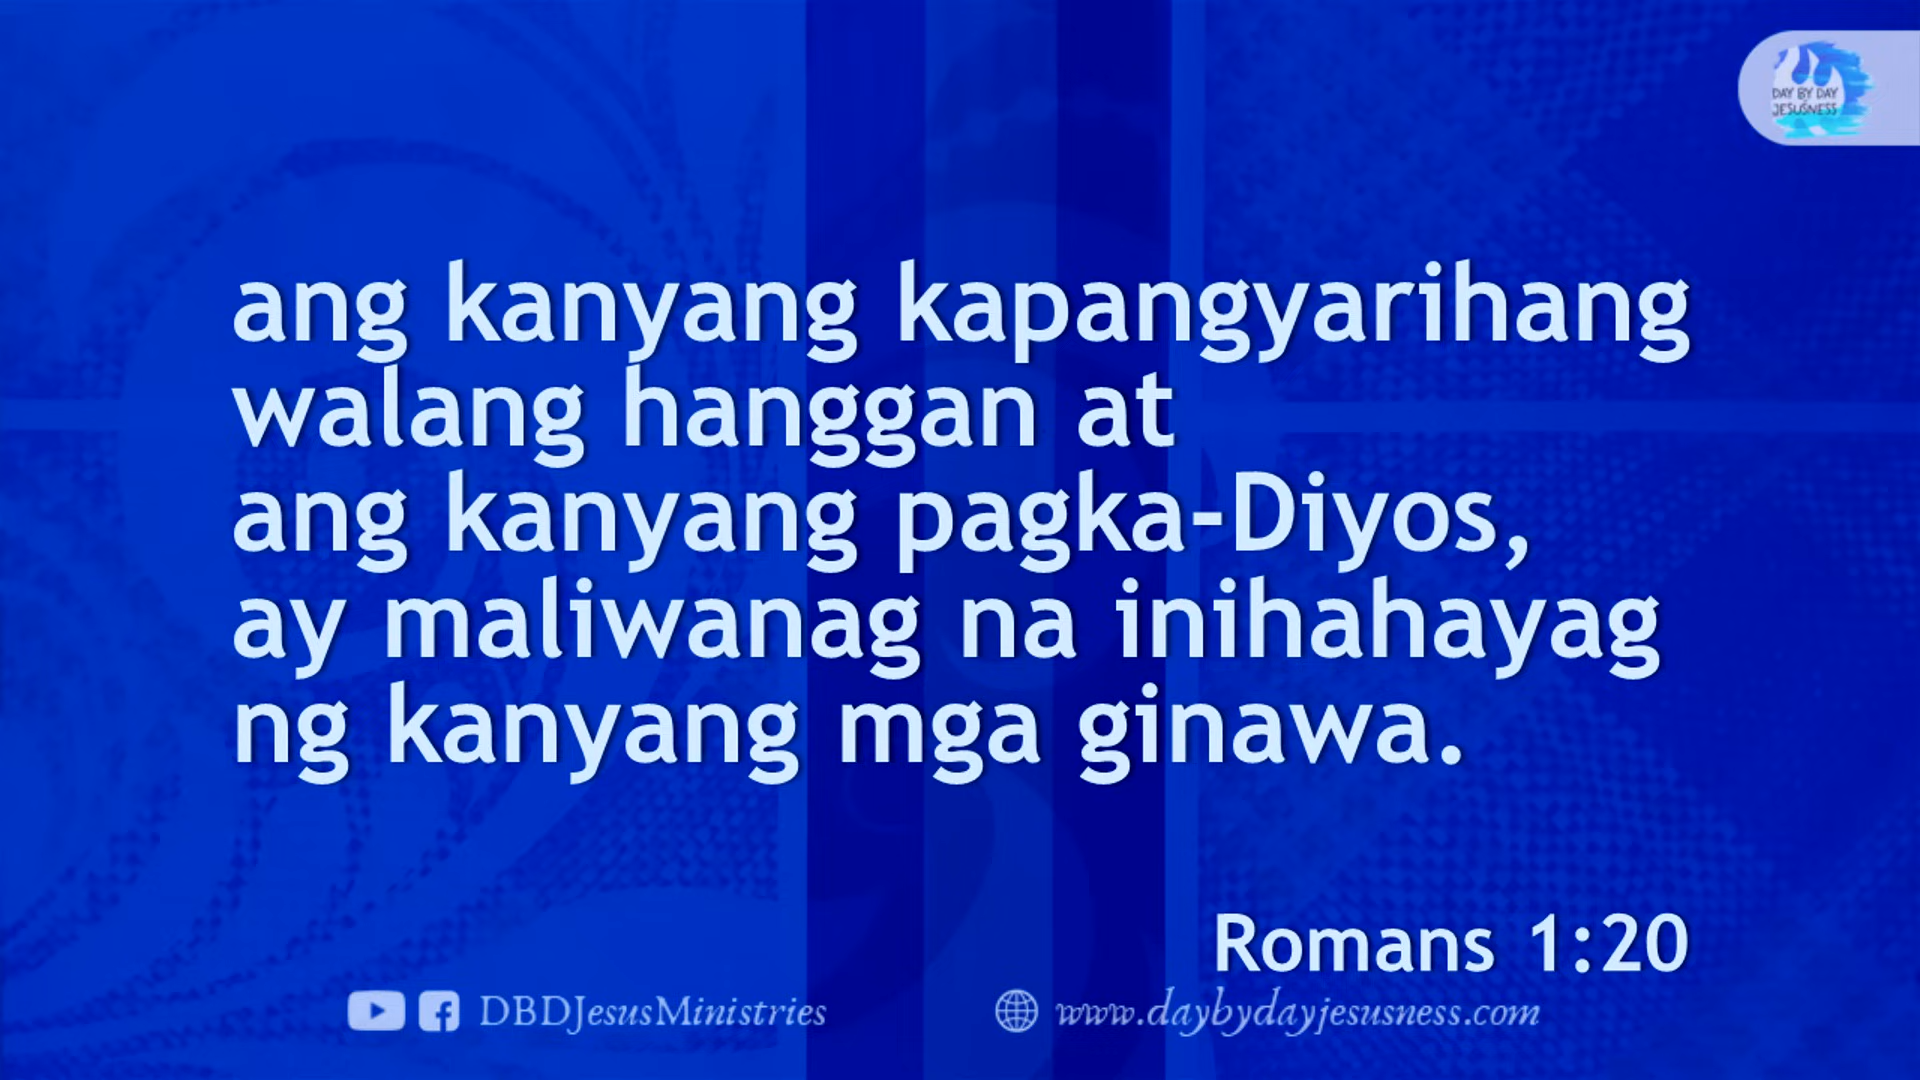 DAY BY DAY
JESUSNESS
ang kanyang kapangyarihang
walang hanggan at
ang kanyang pagka-Diyos,
ay maliwanag na inihahayag
ng kanyang mga ginawa.
Romans 1:20
DBDJesusMinistries
www.daybydayjesusness.com